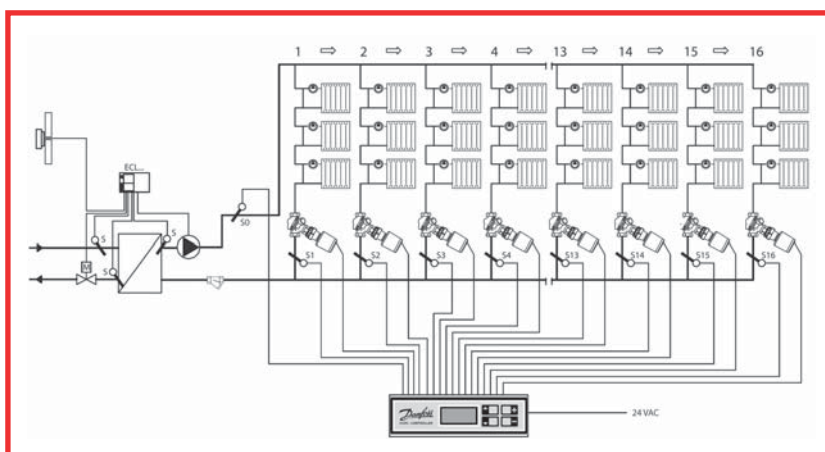 1 ⇨ 2 ⇨ 3 ⇨ 4 ⇨ 13 ⇨ 14 ⇨ 15 ⇨ 16
ECL...
S0
S
S
M
S
S1 S2 S3 S4 S13 S14 S15 S16
Danfoss
24 VAC